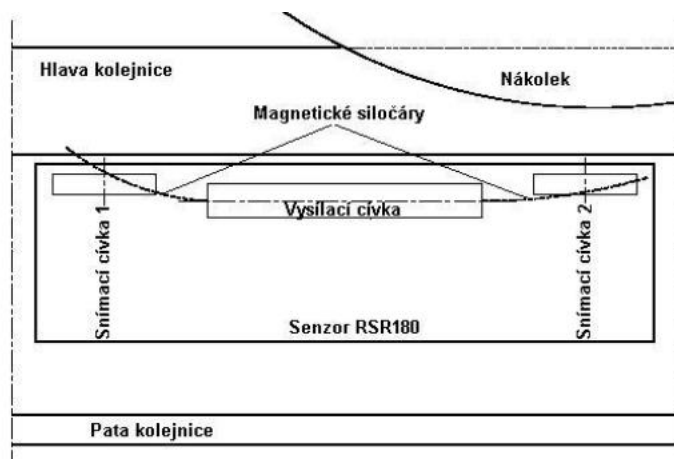 Hlava kolejnice
Nákolek
Magnetické siločáry
Vysílací cívka
Snímací cívka 1
Snímací cívka 2
Senzor RSR180
Pata kolejnice